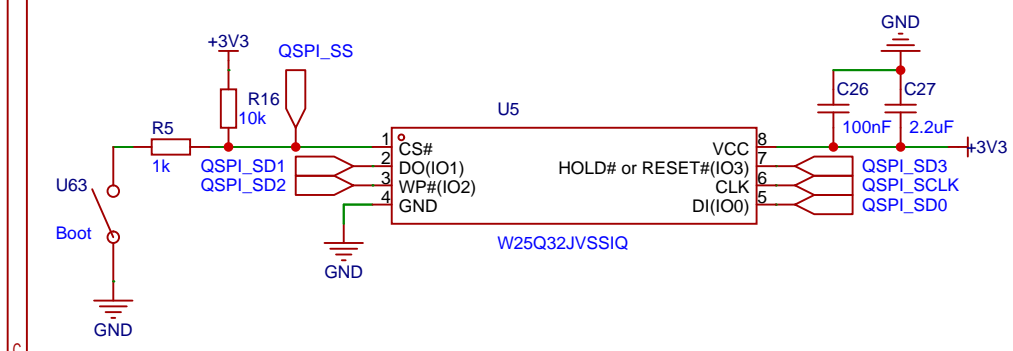 +3V3
QSPI_SS
GND
R16
10k
R5
1k
U5
C26
100nF
C27
2.2uF
+3V3
1
CS#
QSPI_SD1
2
DO(IO1)
QSPI_SD2
3
WP#(IO2)
4
GND
8
VCC
7
HOLD# or RESET#(IO3)
QSPI_SD3
6
CLK
QSPI_SCLK
5
DI(IO0)
QSPI_SD0
U63
Boot
W25Q32JVSSIQ
GND
GND
C